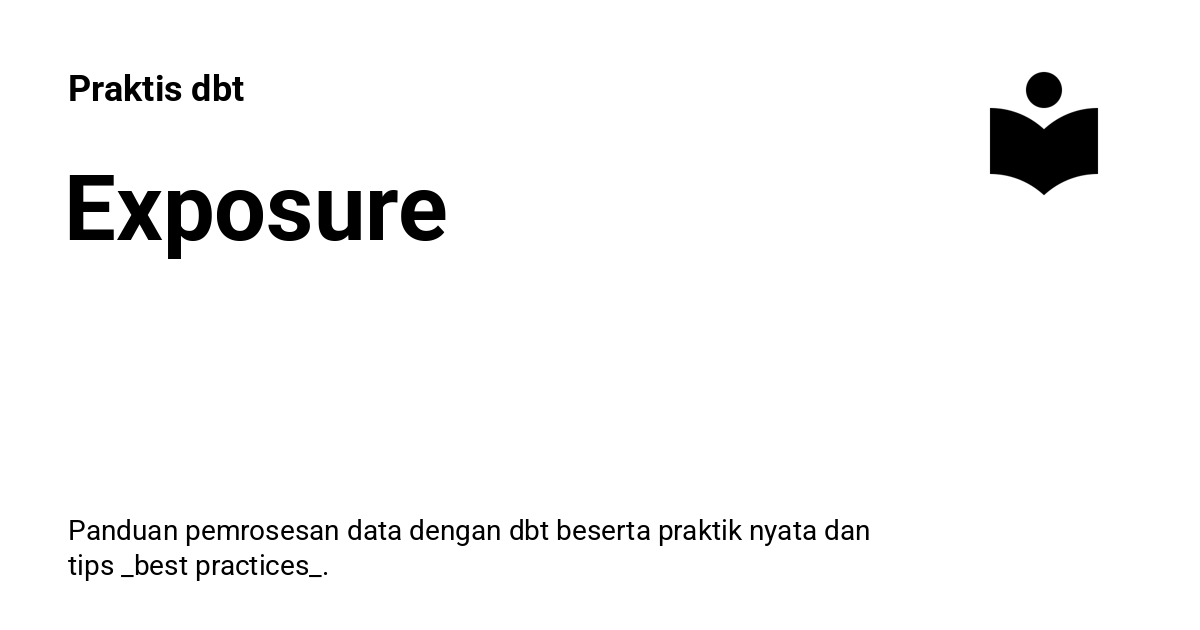 Praktis dbt
Exposure
Panduan pemrosesan data dengan dbt beserta praktik nyata dan
tips _best practices_.